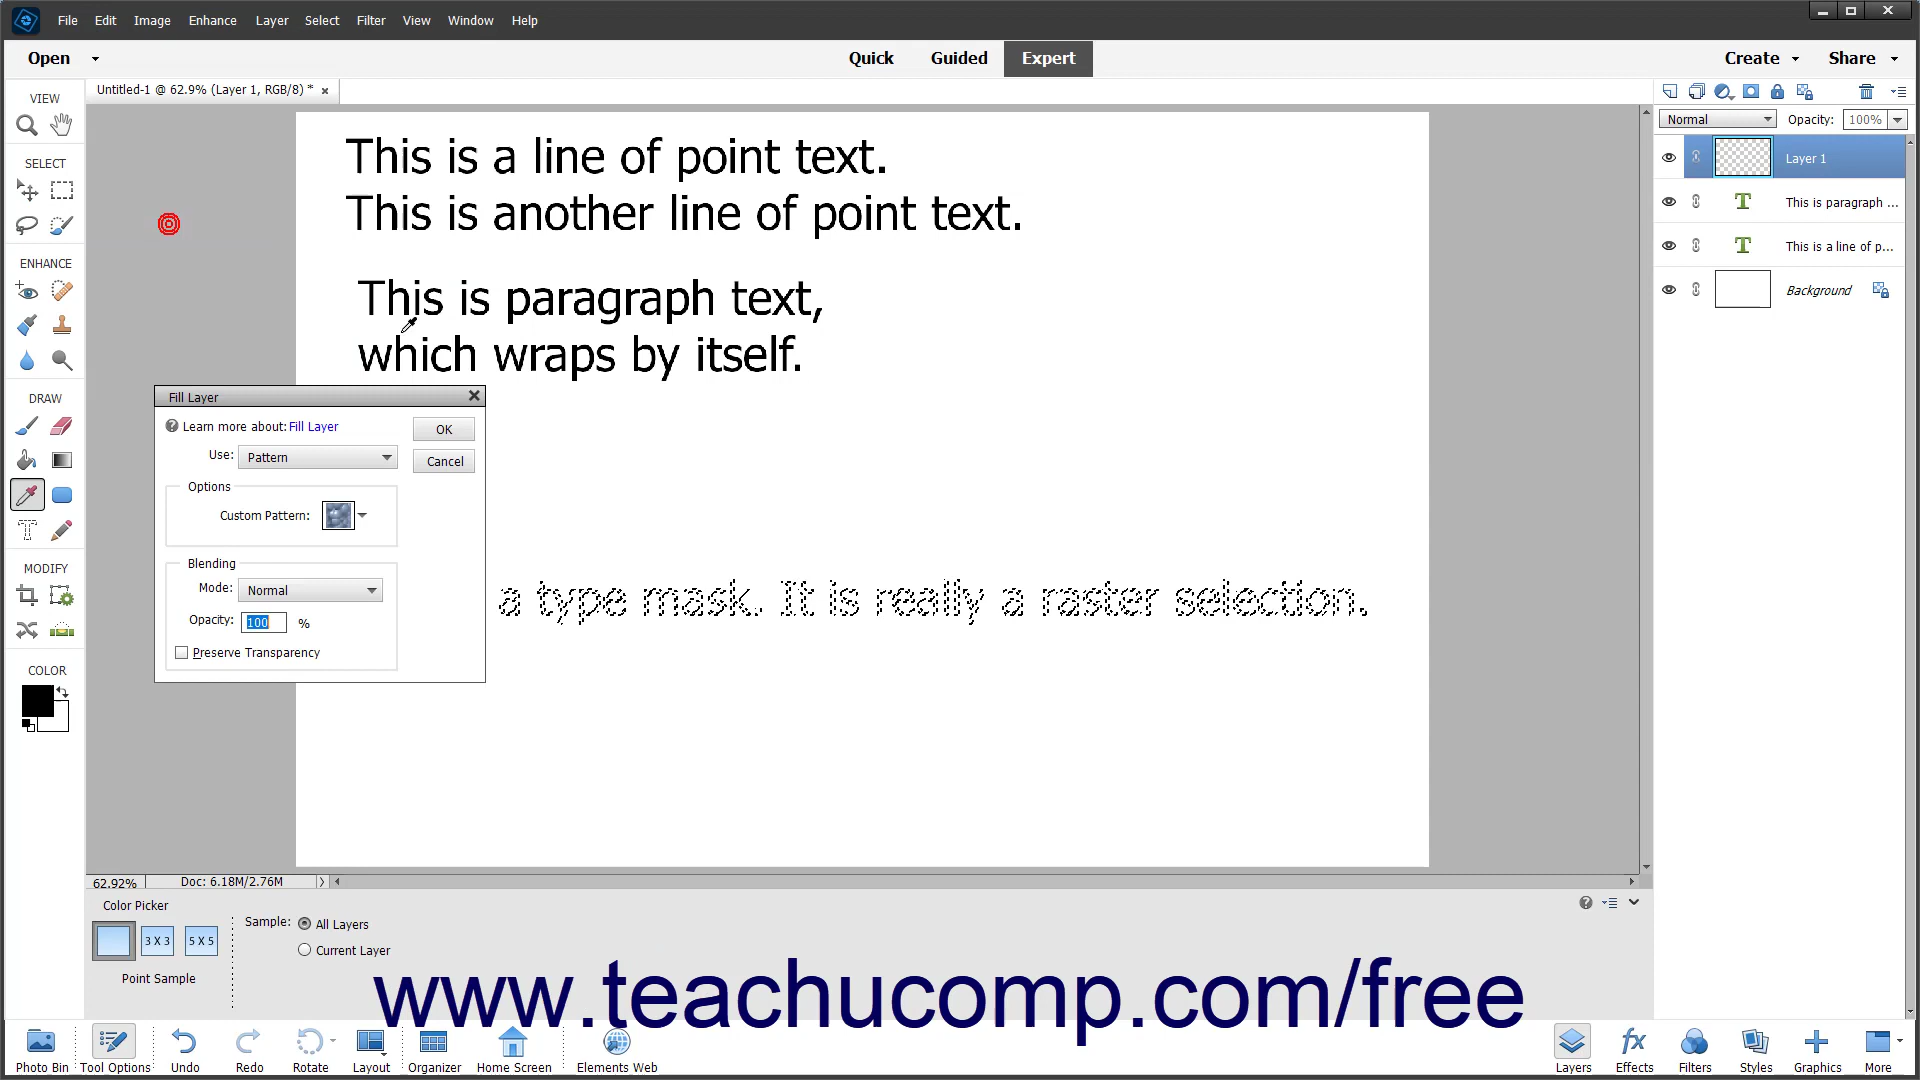 File Edit Image Enhance Layer Select Filter View Window Help
Open Quick Guided Expert Create Share
VIEW
SELECT
ENHANCE
DRAW
MODIFY
COLOR
Untitled-1 @ 62.9% (Layer 1, RGB/8) *
This is a line of point text.
This is another line of point text.
This is paragraph text,
which wraps by itself.
Fill Layer
Learn more about: Fill Layer
OK
Use: Pattern
Cancel
Options
Custom Pattern:
Blending
Mode: Normal
Opacity: 100 %
Preserve Transparency
a type mask. It is really a raster selection.
Normal Opacity: 100%
Layer 1
This is paragraph ...
This is a line of p...
Background
62.92% Doc: 6.18M/2.76M
Color Picker
Sample: All Layers
Current Layer
3 X 3 5 X 5
Point Sample
www.teachucomp.com/free
Photo Bin Tool Options Undo Redo Rotate Layout Organizer Home Screen Elements Web Layers Effects Filters Styles Graphics More